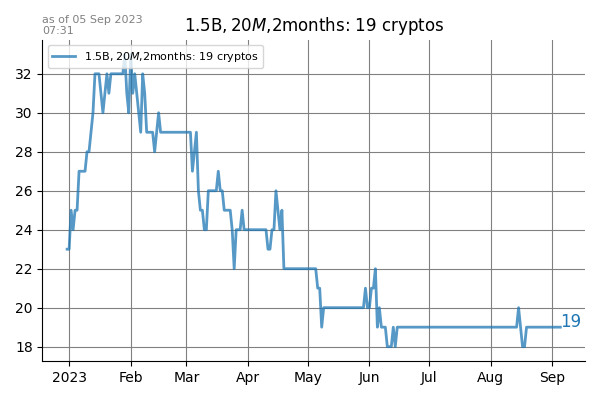 as of 05 Sep 2023
07:31
1.5B, 20M,2months: 19 cryptos
1.5B, 20M,2months: 19 cryptos
32
30
28
26
24
22
20
18
19
2023 Feb Mar Apr May Jun Jul Aug Sep